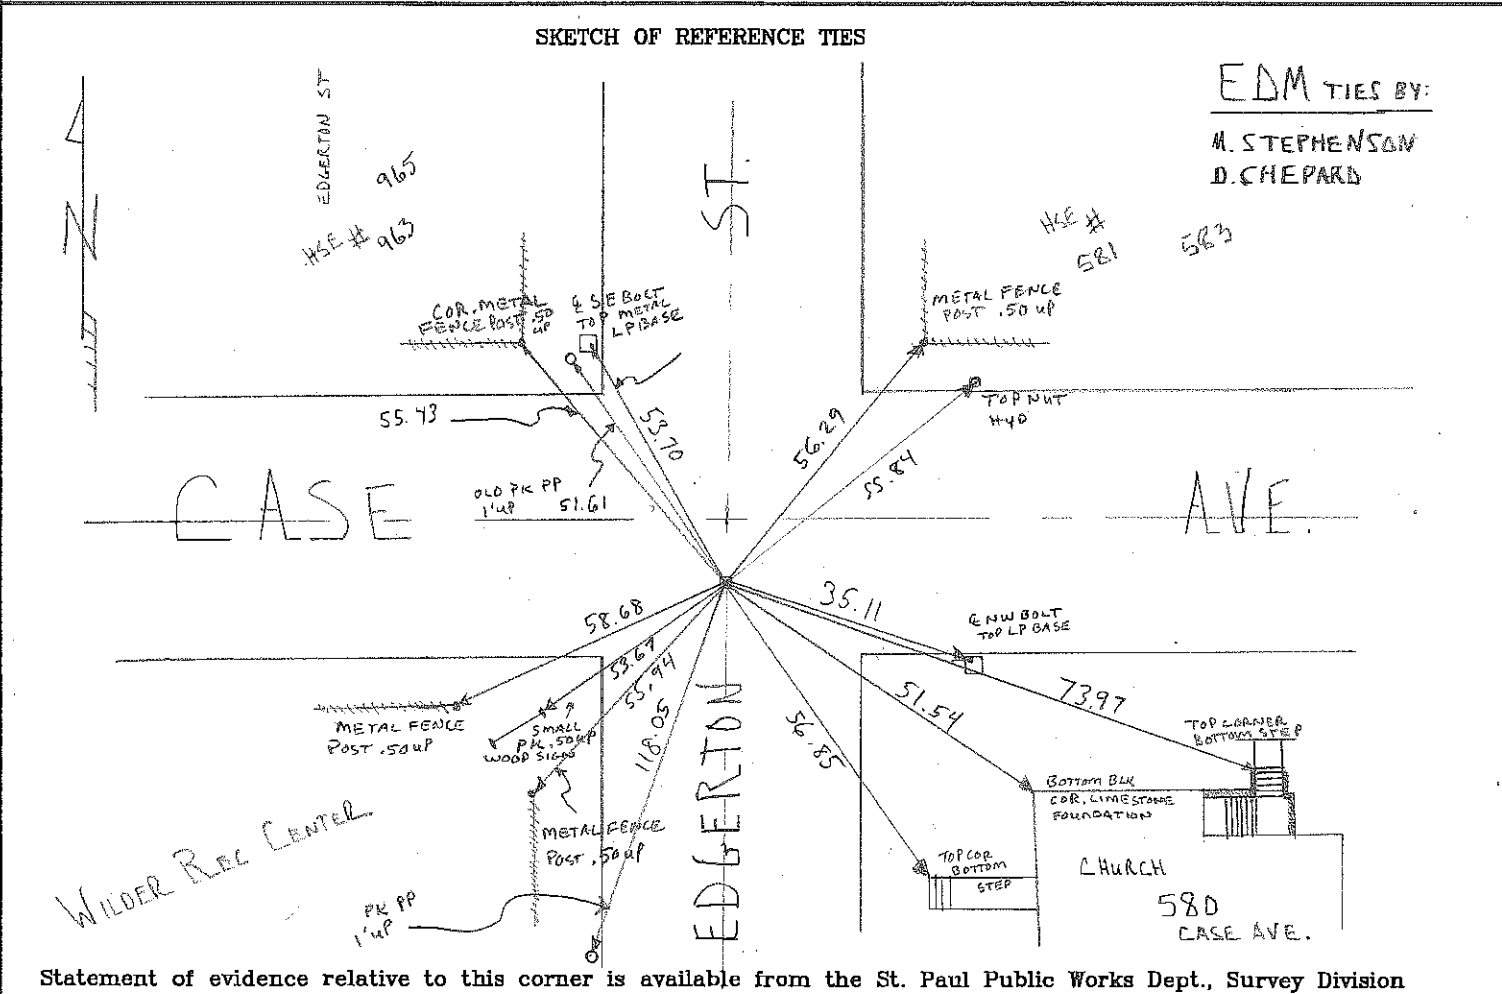 SKETCH OF REFERENCE TIES
EDM TIES BY:
M. STEPHENSON
D. CHEPARD
N
EDGERTON ST
965
HSE # 963
ST.
HSE #
581
583
COR. METAL
FENCE POST .50
UP
℄ S.E BOLT
TOP METAL
LP BASE
METAL FENCE
POST .50 UP
TOP NUT
HYD
55.43
53.70
56.29
55.84
OLD PK PP
1' UP 51.61
CASE
AVE.
58.68
53.67
55.94
118.05
35.11
℄ NW BOLT
TOP LP BASE
73.97
51.54
56.85
METAL FENCE
POST .50 UP
SMALL
PK .50 UP
WOOD SIGN
TOP CORNER
BOTTOM STEP
BOTTOM BLK
COR. LIMESTONE
FOUNDATION
METAL FENCE
POST .50 UP
EDGERTON
TOP COR
BOTTOM
STEP
CHURCH
580
CASE AVE.
WILDER REC CENTER
PK PP
1' UP
Statement of evidence relative to this corner is available from the St. Paul Public Works Dept., Survey Division